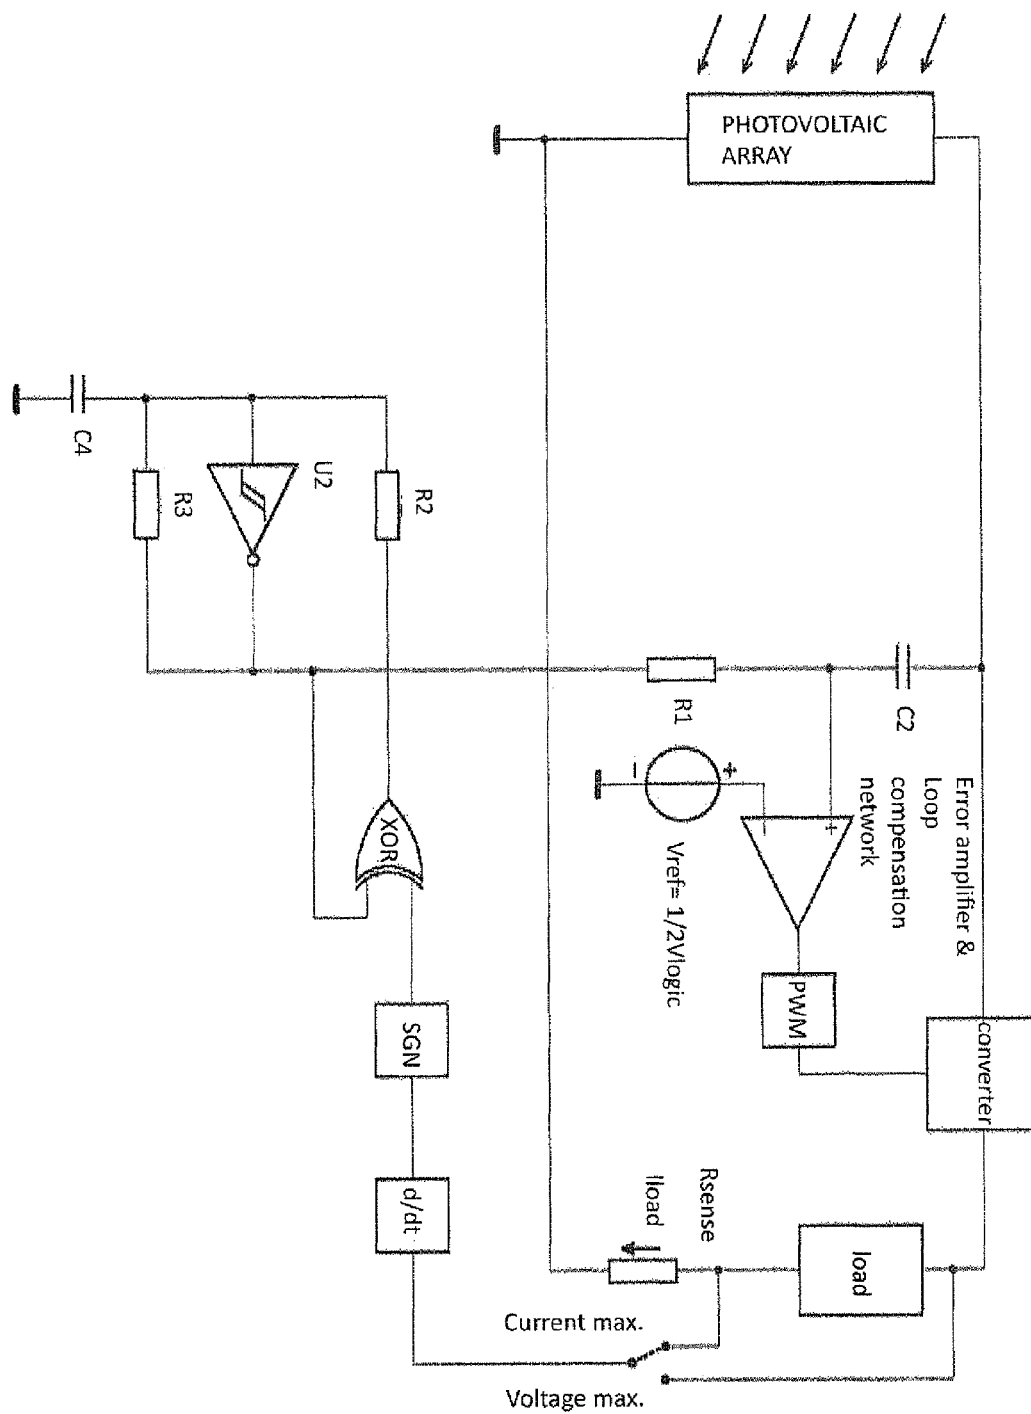 PHOTOVOLTAIC
ARRAY
C4
R3
U2
R2
R1
C2
Error amplifier &
Loop
compensation
network
+
−
+
−
Vref= 1/2Vlogic
XOR
PWM
converter
SGN
d/dt
Rsense
Iload
load
Current max.
Voltage max.